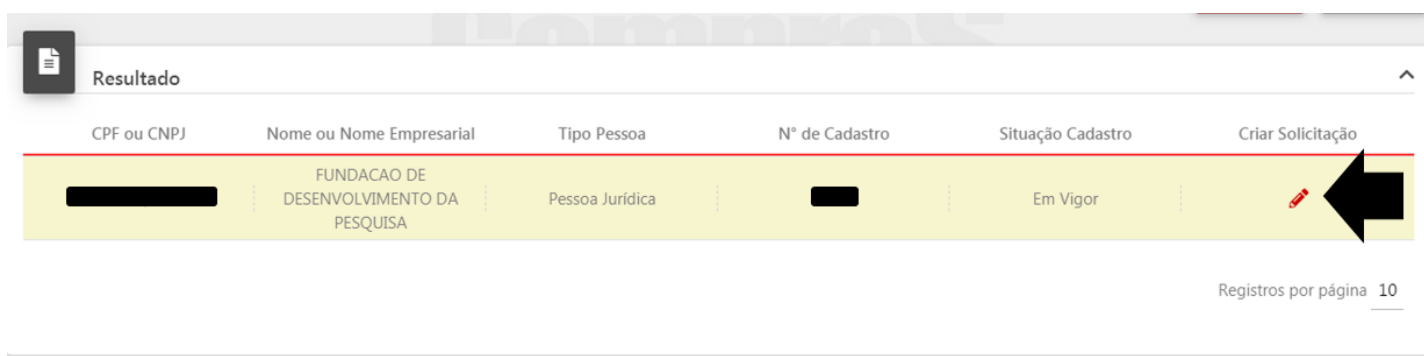 Compras
Resultado
CPF ou CNPJ Nome ou Nome Empresarial Tipo Pessoa N° de Cadastro Situação Cadastro Criar Solicitação
FUNDACAO DE
DESENVOLVIMENTO DA Pessoa Jurídica Em Vigor
PESQUISA
Registros por página 10